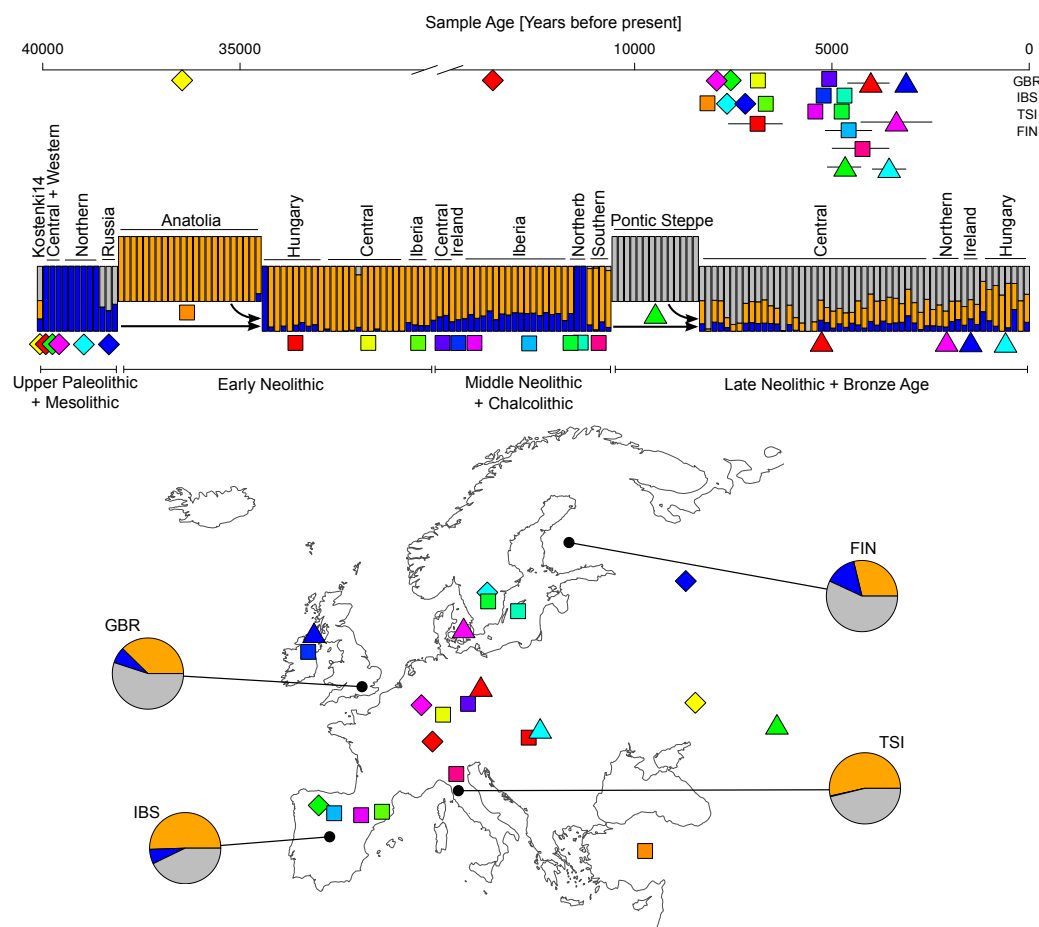 Sample Age [Years before present]
40000 35000 10000 5000 0
GBR
IBS
TSI
FIN
Kostenki14
Central + Western
Northern
Russia
Anatolia
Hungary
Central
Iberia
Central
Ireland
Iberia
Northerb
Southern
Pontic Steppe
Central
Northern
Ireland
Hungary
Upper Paleolithic
+ Mesolithic
Early Neolithic
Middle Neolithic
+ Chalcolithic
Late Neolithic + Bronze Age
FIN
GBR
TSI
IBS